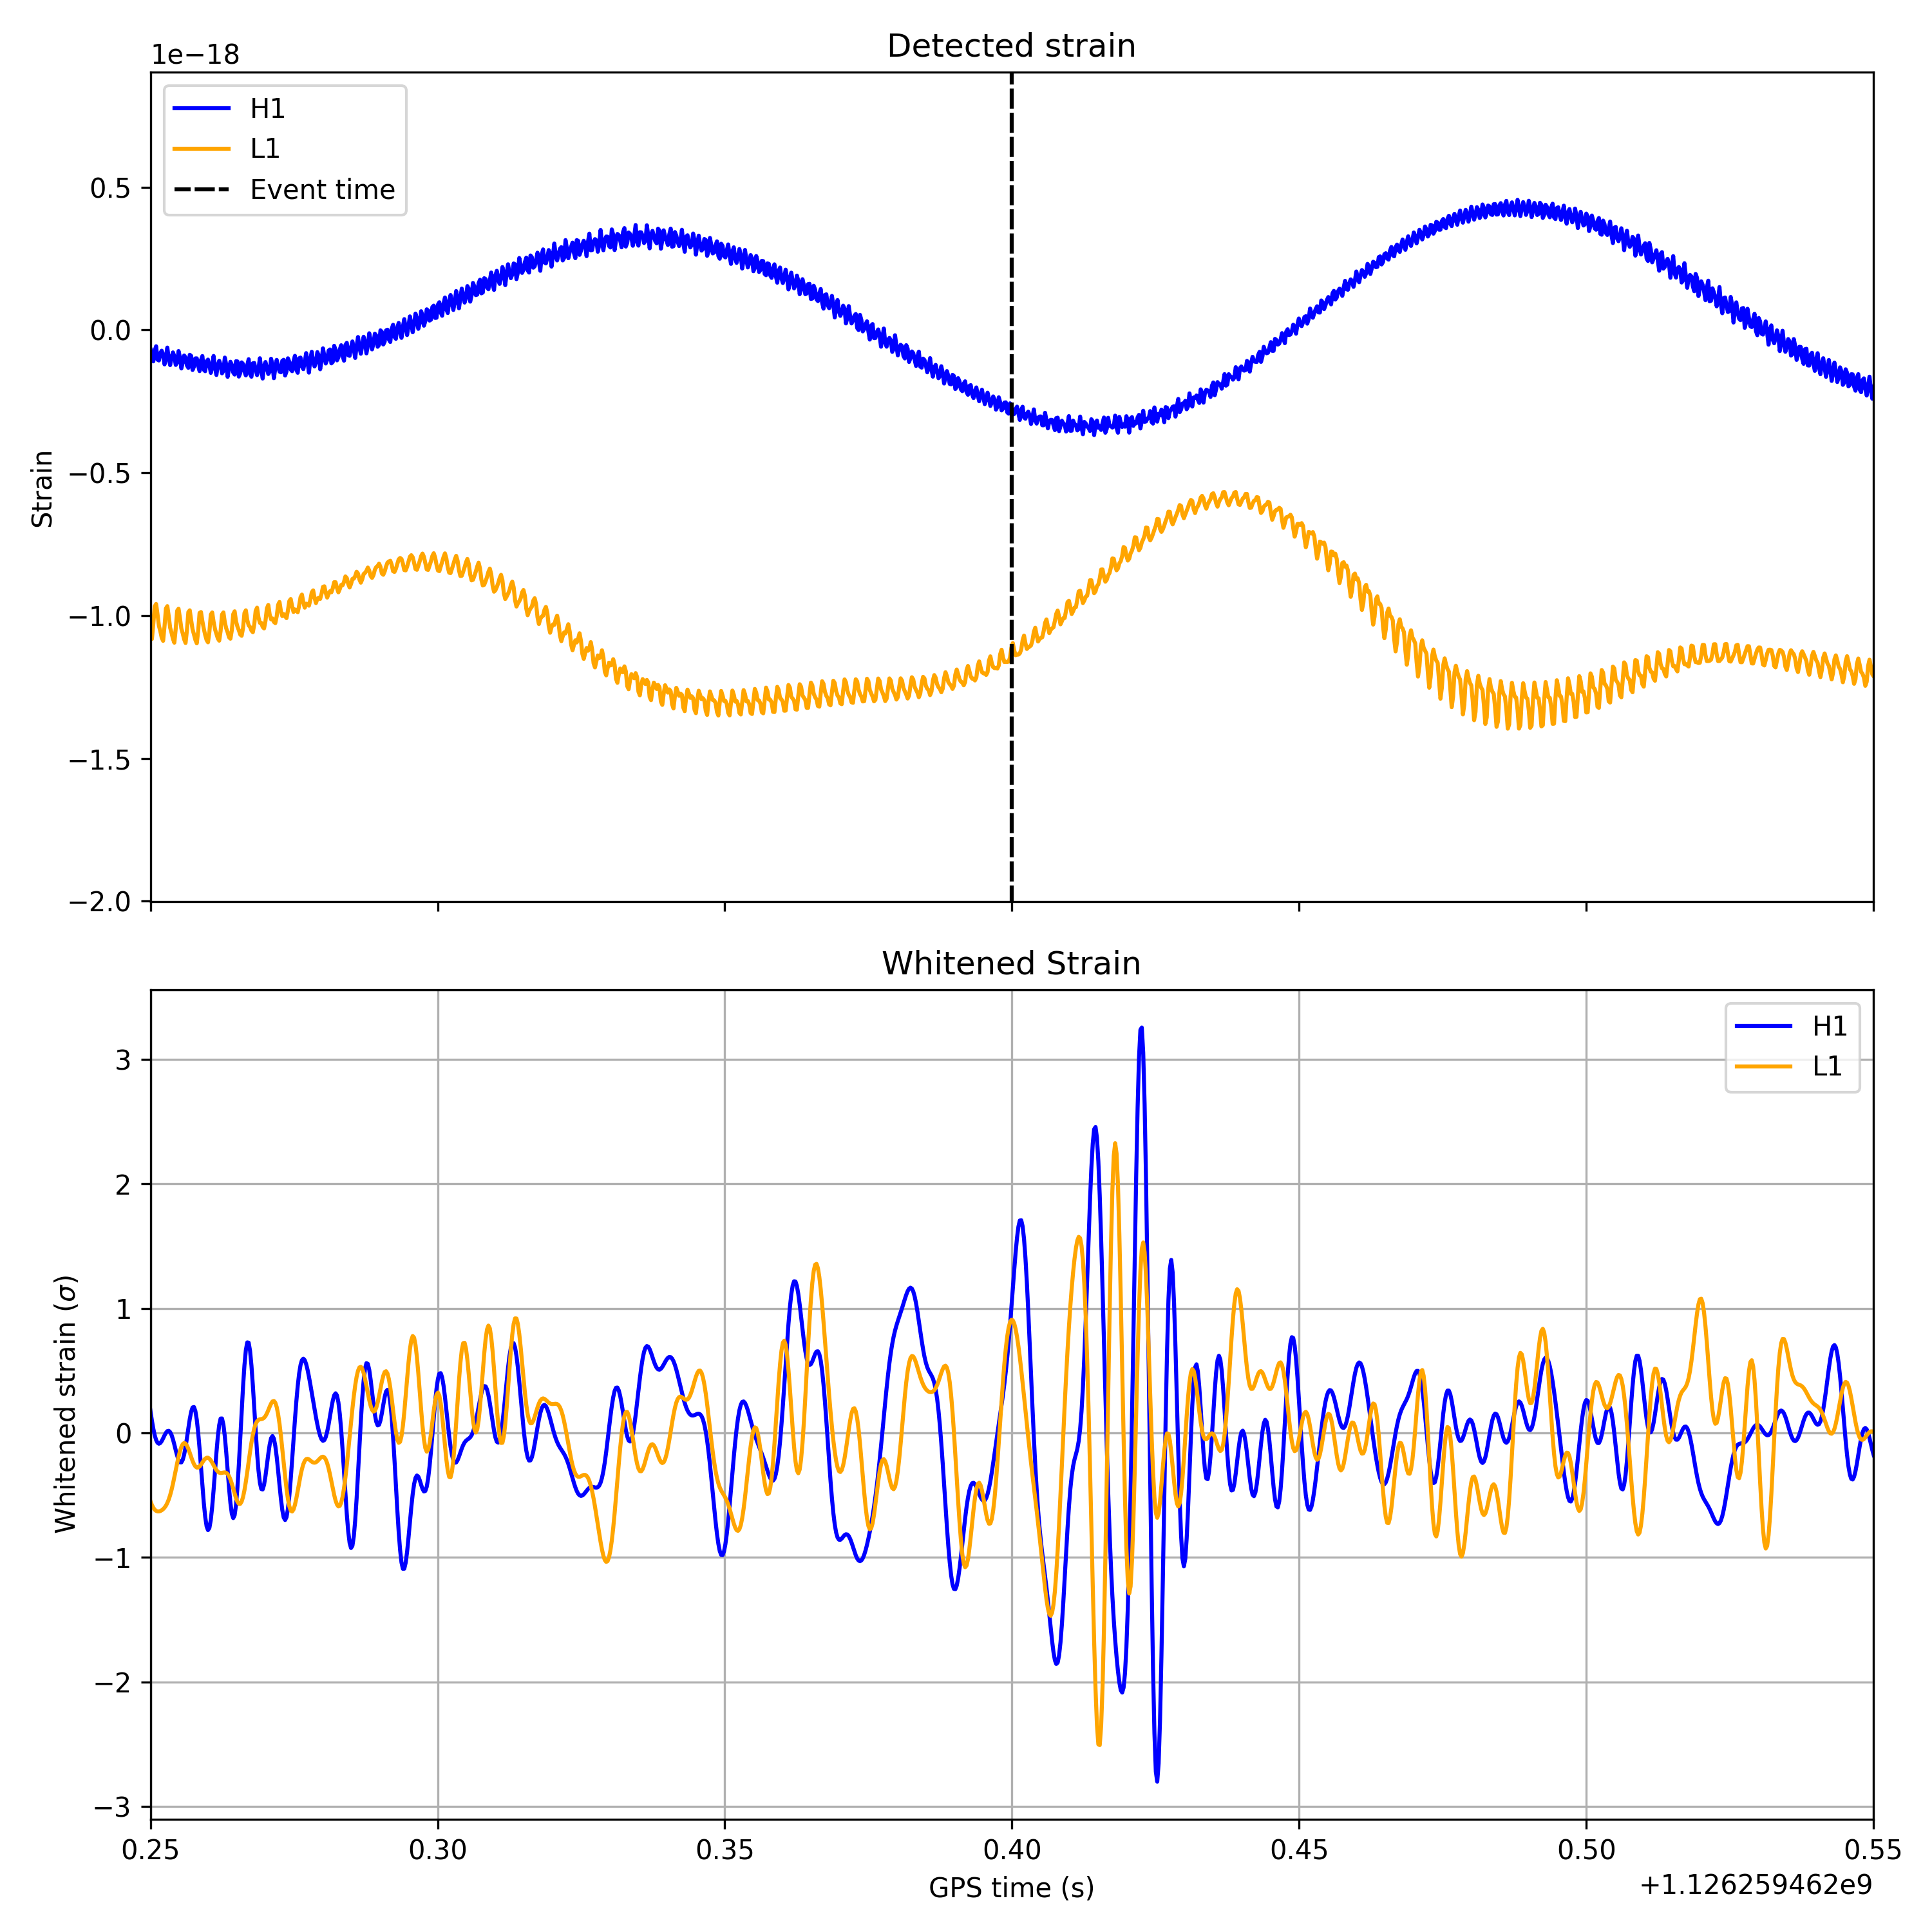 Detected strain
1e−18
H1
L1
Event time
0.5
0.0
−0.5
−1.0
−1.5
−2.0
Strain
Whitened Strain
H1
L1
3
2
1
0
−1
−2
−3
Whitened strain (σ)
0.25 0.30 0.35 0.40 0.45 0.50 0.55
GPS time (s)
+1.126259462e9